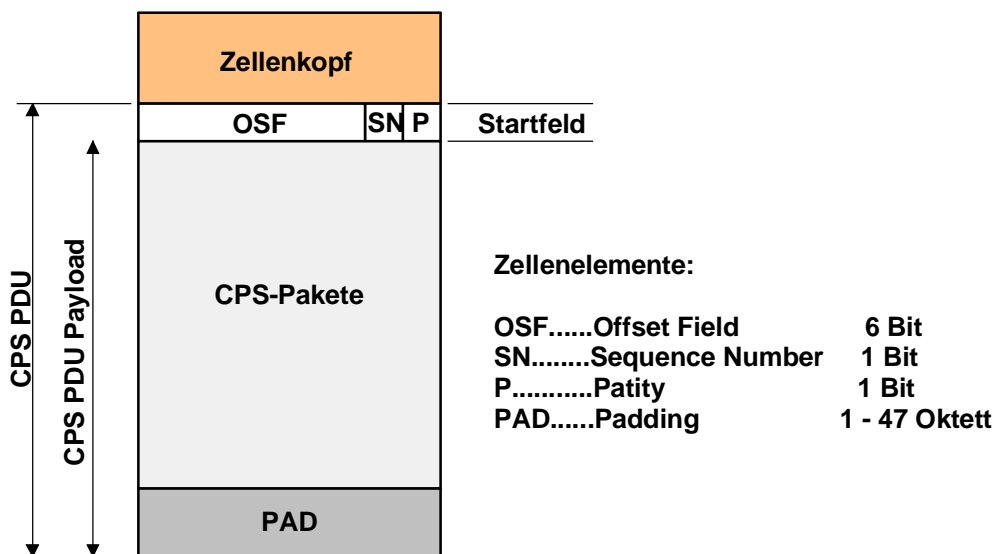 Zellenkopf
OSF SN P Startfeld
CPS PDU
CPS PDU Payload
CPS-Pakete
PAD
Zellenelemente:
OSF......Offset Field 6 Bit
SN........Sequence Number 1 Bit
P...........Patity 1 Bit
PAD......Padding 1 - 47 Oktett